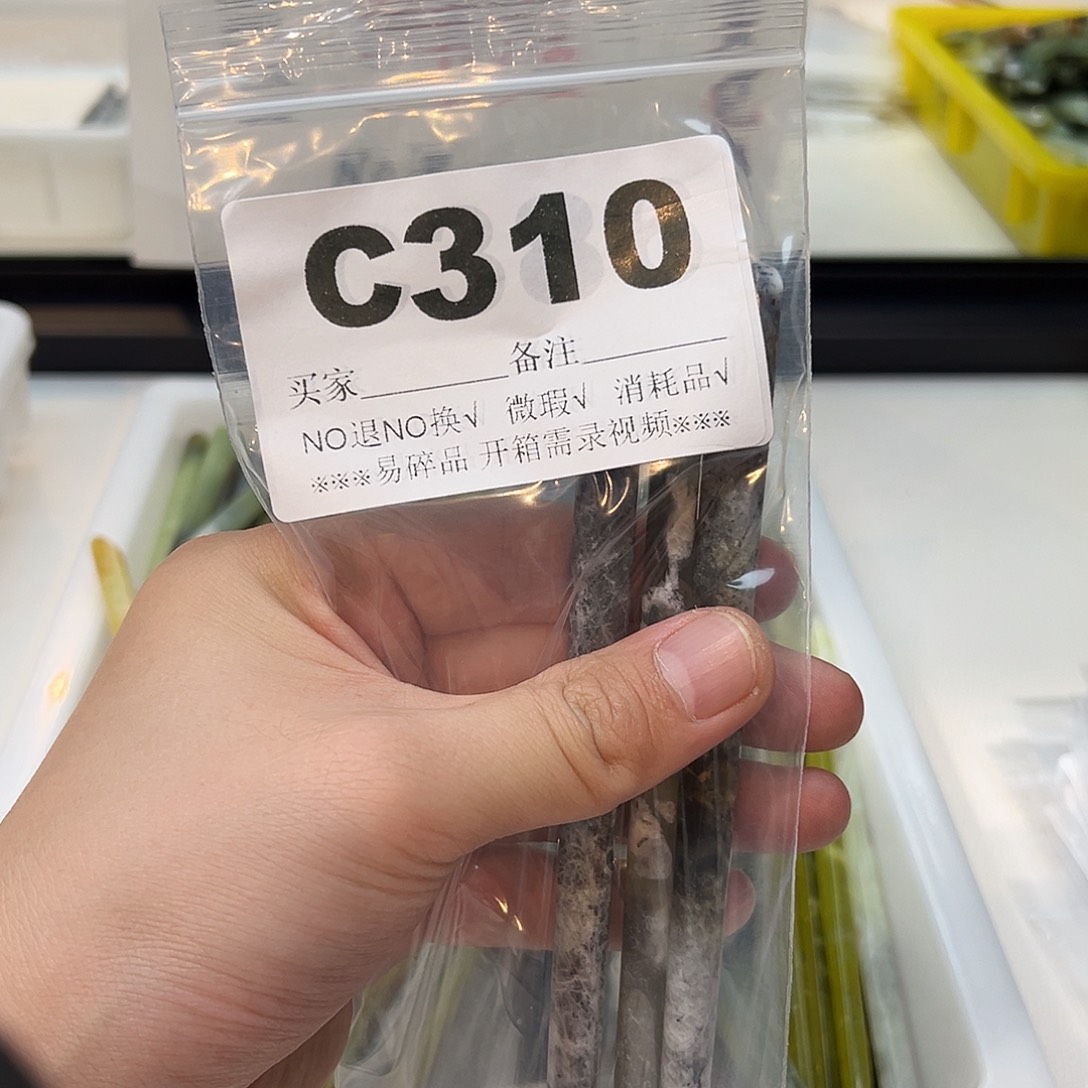 C310
买家________备注________
NO退NO换√ 微瑕√ 消耗品√
※※※易碎品 开箱需录视频※※※